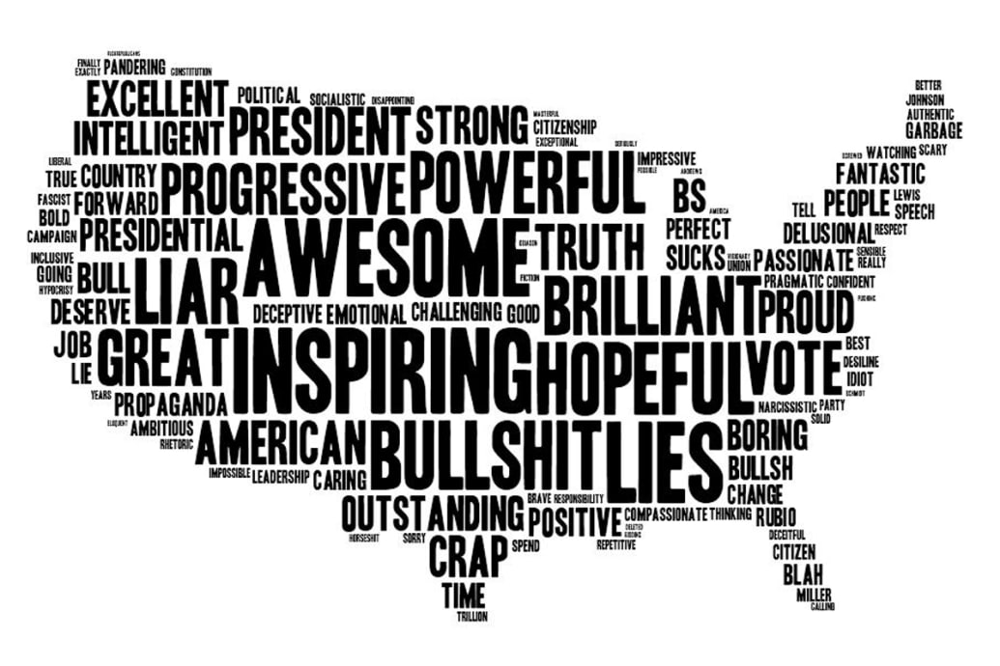 FINALLY
EXACTLY PANDERING CONSTITUTION
EXCELLENT POLITICAL SOCIALISTIC DISAPPOINTING
INTELLIGENT PRESIDENT STRONG
MASTERFUL
CITIZENSHIP
EXCEPTIONAL
SERIOUSLY
BETTER
JOHNSON
AUTHENTIC
GARBAGE
LIBERAL
TRUE COUNTRY PROGRESSIVE POWERFUL
IMPRESSIVE
POSSIBLE
ANDREWS
SCREWED WATCHING SCARY
FANTASTIC
FASCIST FORWARD
BOLD
BS AMERICA
TELL PEOPLE LEWIS
SPEECH
CAMPAIGN PRESIDENTIAL AWESOME TRUTH PERFECT
DELUSIONAL RESPECT
INCLUSIVE
GOING
HYPOCRISY
BULL LIAR
FICTION
SUCKS VISIONARY
UNION
PASSIONATE SENSIBLE
REALLY
PRAGMATIC CONFIDENT
DESERVE DECEPTIVE EMOTIONAL CHALLENGING GOOD BRILLIANT PROUD
JOB
LIE
GREAT INSPIRING HOPEFUL VOTE
BEST
DESILINE
IDIOT
YEARS PROPAGANDA
NARCISSISTIC PARTY
SOLID
ELOQUENT AMBITIOUS
RHETORIC
AMERICAN BULLSHIT LIES BORING
IMPOSSIBLE LEADERSHIP CARING
BULLSH
CHANGE
OUTSTANDING
BRAVE RESPONSIBILITY
POSITIVE COMPASSIONATE THINKING RUBIO
DELETED
HORSESHIT SORRY CRAP SPEND REPETITIVE
DECEITFUL
CITIZEN
TIME
BLAH
TRILLION
MILLER
CALLING